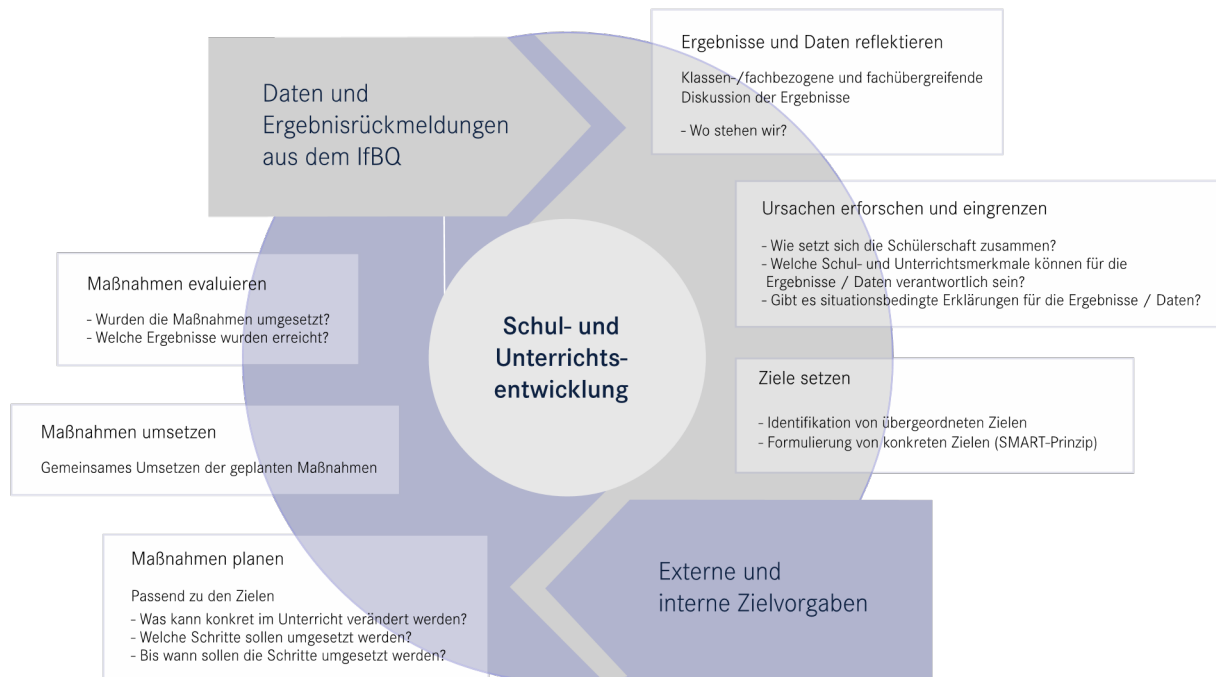 Daten und
Ergebnisrückmeldungen
aus dem IfBQ
Ergebnisse und Daten reflektieren
Klassen-/fachbezogene und fachübergreifende
Diskussion der Ergebnisse
- Wo stehen wir?
Ursachen erforschen und eingrenzen
- Wie setzt sich die Schülerschaft zusammen?
- Welche Schul- und Unterrichtsmerkmale können für die
Ergebnisse / Daten verantwortlich sein?
- Gibt es situationsbedingte Erklärungen für die Ergebnisse / Daten?
Ziele setzen
- Identifikation von übergeordneten Zielen
- Formulierung von konkreten Zielen (SMART-Prinzip)
Externe und
interne Zielvorgaben
Maßnahmen planen
Passend zu den Zielen
- Was kann konkret im Unterricht verändert werden?
- Welche Schritte sollen umgesetzt werden?
- Bis wann sollen die Schritte umgesetzt werden?
Maßnahmen umsetzen
Gemeinsames Umsetzen der geplanten Maßnahmen
Maßnahmen evaluieren
- Wurden die Maßnahmen umgesetzt?
- Welche Ergebnisse wurden erreicht?
Schul- und
Unterrichts-
entwicklung